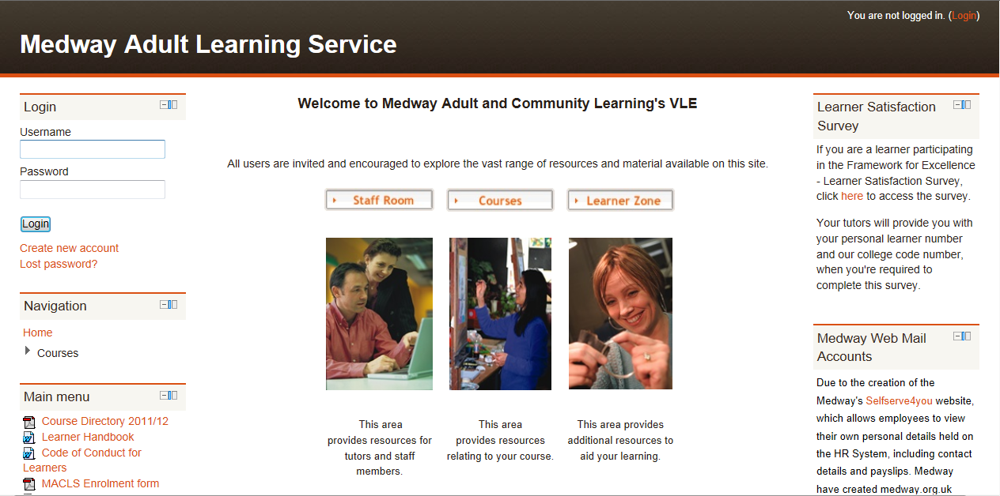 You are not logged in. (Login)
Medway Adult Learning Service
Login
Username
Password
Login
Create new account
Lost password?
Navigation
Home
Courses
Main menu
Course Directory 2011/12
Learner Handbook
Code of Conduct for
Learners
MACLS Enrolment form
Welcome to Medway Adult and Community Learning's VLE
All users are invited and encouraged to explore the vast range of resources and material available on this site.
Staff Room
Courses
Learner Zone
This area
provides resources for
tutors and staff
members.
This area
provides resources
relating to your course.
This area provides
additional resources to
aid your learning.
Learner Satisfaction
Survey
If you are a learner participating
in the Framework for Excellence
- Learner Satisfaction Survey,
click here to access the survey.
Your tutors will provide you with
your personal learner number
and our college code number,
when you're required to
complete this survey.
Medway Web Mail
Accounts
Due to the creation of the
Medway's Selfserve4you website,
which allows employees to view
their own personal details held on
the HR System, including contact
details and payslips. Medway
have created medway.org.uk